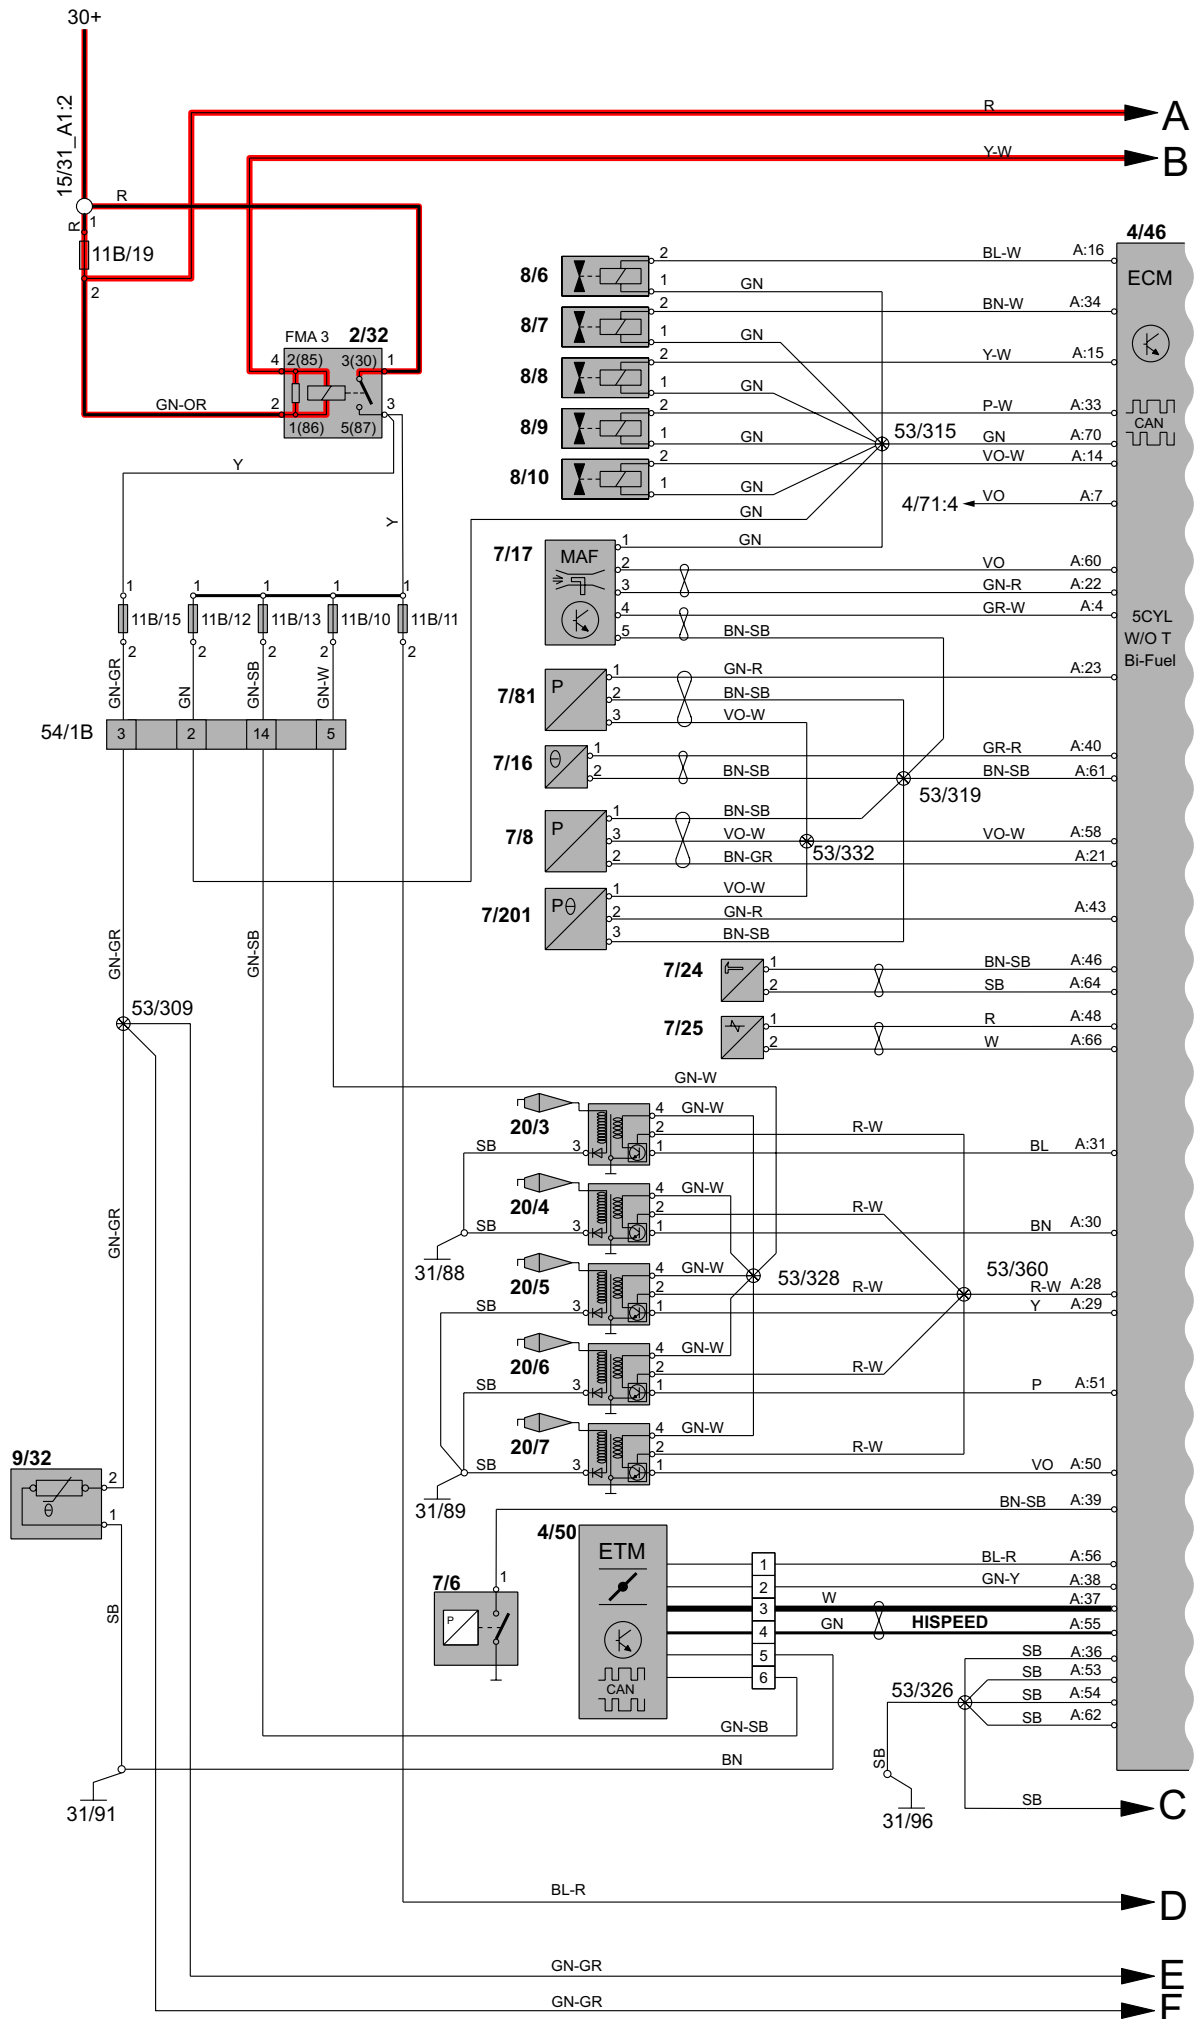 30+
15/31_A1:2
R
A
Y-W
B
R
R
1
11B/19
2
FMA 3
2/32
4
2(85)
3(30)
1
GN-OR
2
1(86)
5(87)
3
Y
Y
1
1
1
1
1
11B/15
11B/12
11B/13
11B/10
11B/11
2
2
2
2
2
GN-GR
GN
GN-SB
GN-W
54/1B
3
2
14
5
GN-GR
GN-SB
53/309
GN-GR
9/32
θ
2
1
SB
31/91
4/46
ECM
CAN
5CYL
W/O T
Bi-Fuel
8/6
2
BL-W
A:16
1
GN
8/7
2
BN-W
A:34
1
GN
8/8
2
Y-W
A:15
1
GN
8/9
2
P-W
A:33
1
GN
53/315
GN
A:70
8/10
2
VO-W
A:14
1
GN
4/71:4
VO
A:7
GN
7/17
MAF
1
GN
2
VO
A:60
3
GN-R
A:22
4
GR-W
A:4
5
BN-SB
7/81
P
1
GN-R
A:23
2
BN-SB
3
VO-W
7/16
θ
1
GR-R
A:40
2
BN-SB
BN-SB
A:61
53/319
7/8
P
1
BN-SB
3
VO-W
VO-W
A:58
53/332
2
BN-GR
A:21
7/201
Pθ
1
VO-W
2
GN-R
A:43
3
BN-SB
7/24
1
BN-SB
A:46
2
SB
A:64
7/25
1
R
A:48
2
W
A:66
GN-W
20/3
4
GN-W
2
R-W
SB
3
1
BL
A:31
20/4
4
GN-W
2
R-W
SB
3
1
BN
A:30
31/88
20/5
4
GN-W
53/328
53/360
2
R-W
R-W
A:28
SB
3
1
Y
A:29
20/6
4
GN-W
2
R-W
SB
3
1
P
A:51
20/7
4
GN-W
2
R-W
SB
3
1
VO
A:50
31/89
BN-SB
A:39
4/50
ETM
CAN
7/6
1
P
1
BL-R
A:56
2
GN-Y
A:38
3
W
A:37
4
GN
HISPEED
A:55
5
SB
A:36
6
SB
A:53
53/326
SB
A:54
SB
A:62
GN-SB
BN
SB
31/96
SB
C
BL-R
D
GN-GR
E
GN-GR
F